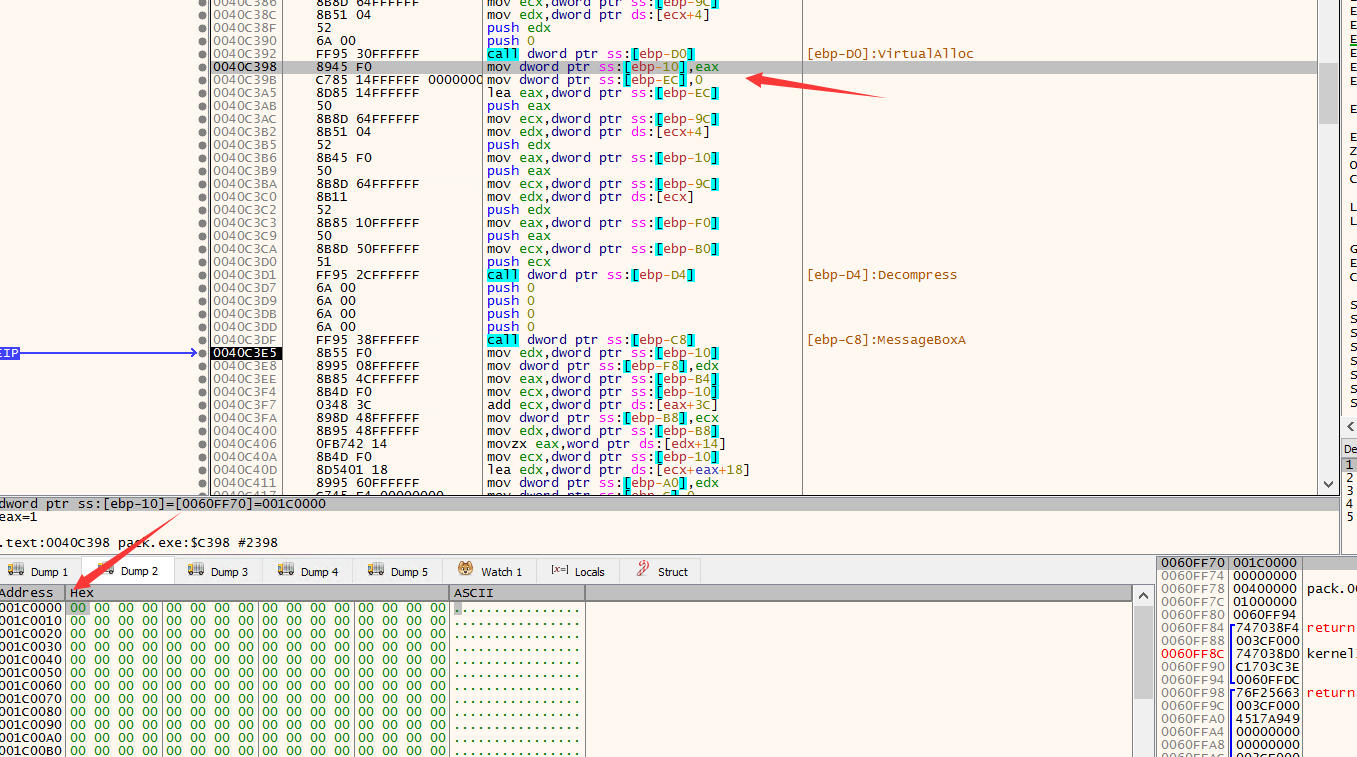 0040C386 8B8D 64FFFFFF mov ecx,dword ptr ss:[ebp-9C]
0040C38C 8B51 04 mov edx,dword ptr ds:[ecx+4]
0040C38F 52 push edx
0040C390 6A 00 push 0
0040C392 FF95 30FFFFFF call dword ptr ss:[ebp-D0] [ebp-D0]:VirtualAlloc
0040C398 8945 F0 mov dword ptr ss:[ebp-10],eax
0040C39B C785 14FFFFFF 0000000 mov dword ptr ss:[ebp-EC],0
0040C3A5 8D85 14FFFFFF lea eax,dword ptr ss:[ebp-EC]
0040C3AB 50 push eax
0040C3AC 8B8D 64FFFFFF mov ecx,dword ptr ss:[ebp-9C]
0040C3B2 8B51 04 mov edx,dword ptr ds:[ecx+4]
0040C3B5 52 push edx
0040C3B6 8B45 F0 mov eax,dword ptr ss:[ebp-10]
0040C3B9 50 push eax
0040C3BA 8B8D 64FFFFFF mov ecx,dword ptr ss:[ebp-9C]
0040C3C0 8B11 mov edx,dword ptr ds:[ecx]
0040C3C2 52 push edx
0040C3C3 8B85 10FFFFFF mov eax,dword ptr ss:[ebp-F0]
0040C3C9 50 push eax
0040C3CA 8B8D 50FFFFFF mov ecx,dword ptr ss:[ebp-B0]
0040C3D0 51 push ecx
0040C3D1 FF95 2CFFFFFF call dword ptr ss:[ebp-D4] [ebp-D4]:Decompress
0040C3D7 6A 00 push 0
0040C3D9 6A 00 push 0
0040C3DB 6A 00 push 0
0040C3DD 6A 00 push 0
0040C3DF FF95 38FFFFFF call dword ptr ss:[ebp-C8] [ebp-C8]:MessageBoxA
EIP 0040C3E5 8B55 F0 mov edx,dword ptr ss:[ebp-10]
0040C3E8 8995 08FFFFFF mov dword ptr ss:[ebp-F8],edx
0040C3EE 8B85 4CFFFFFF mov eax,dword ptr ss:[ebp-B4]
0040C3F4 8B4D F0 mov ecx,dword ptr ss:[ebp-10]
0040C3F7 0348 3C add ecx,dword ptr ds:[eax+3C]
0040C3FA 898D 48FFFFFF mov dword ptr ss:[ebp-B8],ecx
0040C400 8B95 48FFFFFF mov edx,dword ptr ss:[ebp-B8]
0040C406 0FB742 14 movzx eax,word ptr ds:[edx+14]
0040C40A 8B4D F0 mov ecx,dword ptr ss:[ebp-10]
0040C40D 8D5401 18 lea edx,dword ptr ds:[ecx+eax+18]
0040C411 8995 60FFFFFF mov dword ptr ss:[ebp-A0],edx
dword ptr ss:[ebp-10]=[0060FF70]=001C0000
eax=1
.text:0040C398 pack.exe:$C398 #2398
Dump 1 Dump 2 Dump 3 Dump 4 Dump 5 Watch 1 [x=] Locals Struct
Address Hex ASCII
001C0000 00 00 00 00 00 00 00 00 00 00 00 00 00 00 00 00 ................
001C0010 00 00 00 00 00 00 00 00 00 00 00 00 00 00 00 00 ................
001C0020 00 00 00 00 00 00 00 00 00 00 00 00 00 00 00 00 ................
001C0030 00 00 00 00 00 00 00 00 00 00 00 00 00 00 00 00 ................
001C0040 00 00 00 00 00 00 00 00 00 00 00 00 00 00 00 00 ................
001C0050 00 00 00 00 00 00 00 00 00 00 00 00 00 00 00 00 ................
001C0060 00 00 00 00 00 00 00 00 00 00 00 00 00 00 00 00 ................
001C0070 00 00 00 00 00 00 00 00 00 00 00 00 00 00 00 00 ................
001C0080 00 00 00 00 00 00 00 00 00 00 00 00 00 00 00 00 ................
001C0090 00 00 00 00 00 00 00 00 00 00 00 00 00 00 00 00 ................
001C00A0 00 00 00 00 00 00 00 00 00 00 00 00 00 00 00 00 ................
001C00B0 00 00 00 00 00 00 00 00 00 00 00 00 00 00 00 00 ................
0060FF70 001C0000
0060FF74 00000000
0060FF78 00400000 pack.00
0060FF7C 01000000
0060FF80 0060FF94
0060FF84 747038F4 return
0060FF88 003CF000
0060FF8C 747038D0 kernel
0060FF90 C1703C3E
0060FF94 0060FFDC
0060FF98 76F25663 return
0060FF9C 003CF000
0060FFA0 4517A949
0060FFA4 00000000
0060FFA8 00000000
De
1
2
3
4
5